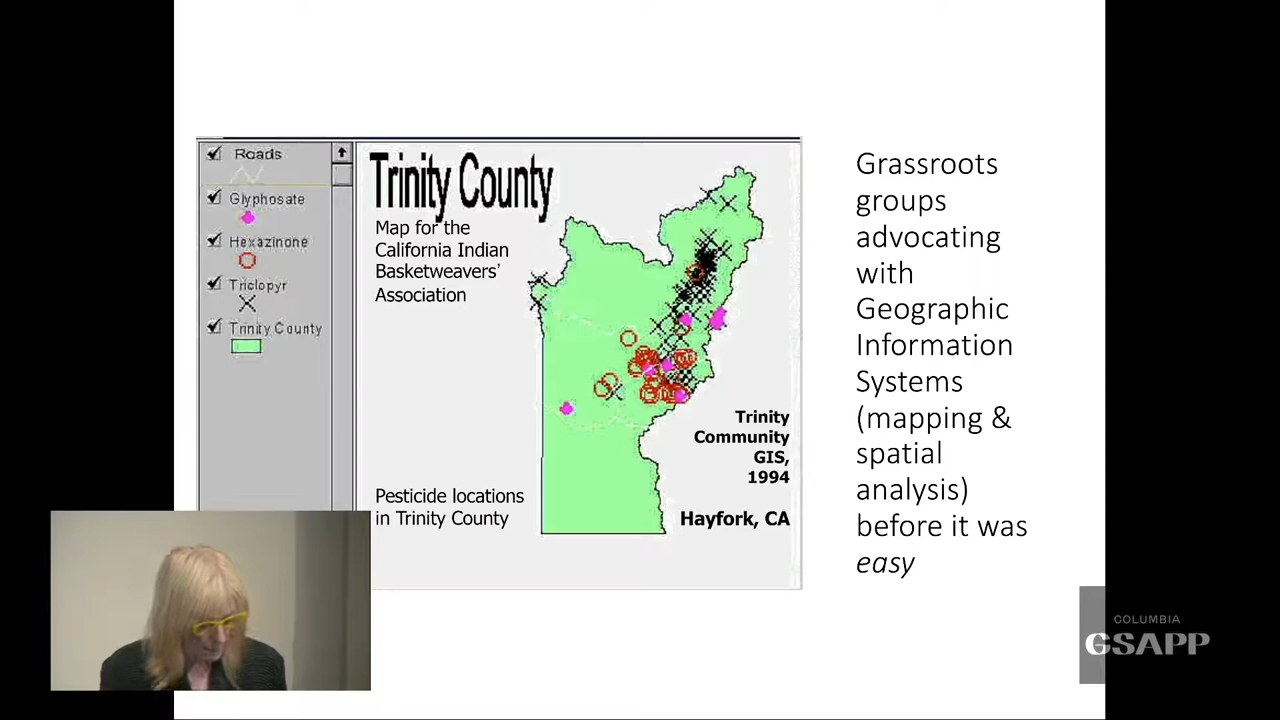 Roads
Glyphosate
Hexazinone
Triclopyr
Trinity County
Trinity County
Map for the
California Indian
Basketweavers'
Association
Pesticide locations
in Trinity County
Trinity
Community
GIS,
1994
Hayfork, CA
Grassroots
groups
advocating
with
Geographic
Information
Systems
(mapping &
spatial
analysis)
before it was
easy
COLUMBIA
GSAPP